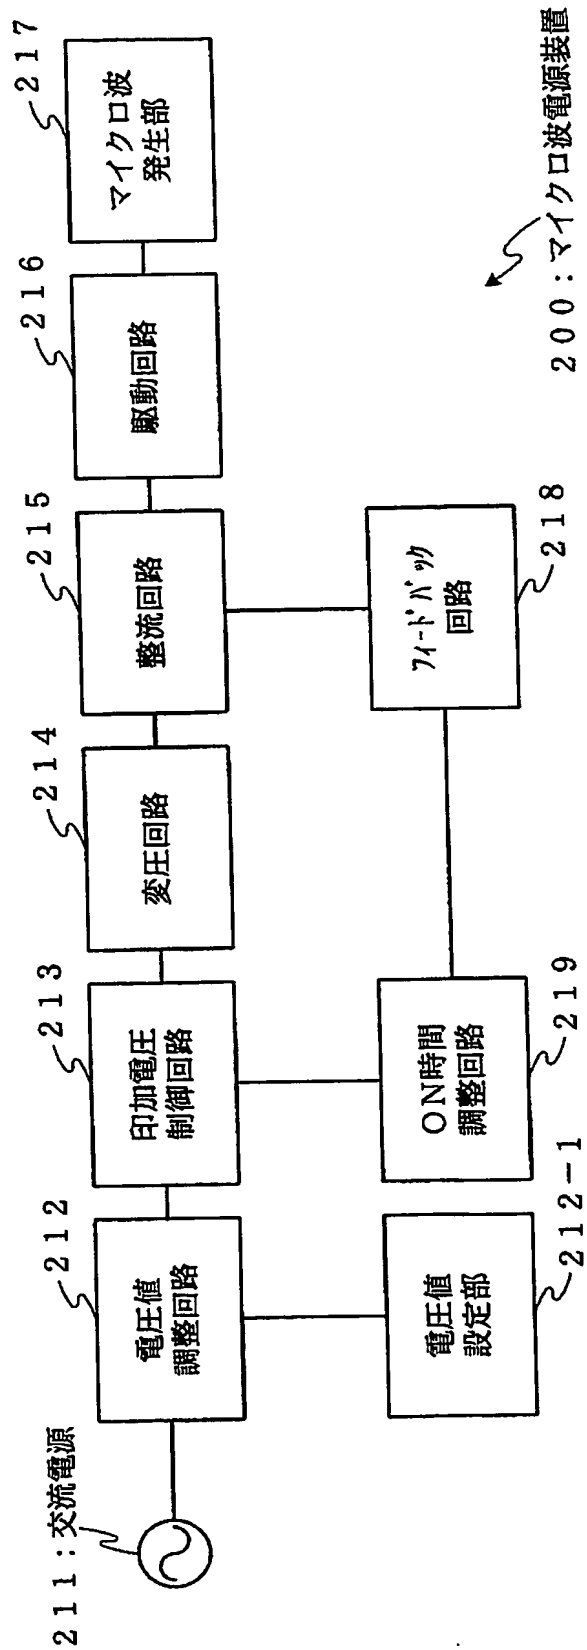 211:交流電源
212
電圧値
調整回路
213
印加電圧
制御回路
214
変圧回路
215
整流回路
216
駆動回路
217
マイクロ波
発生部
電圧値
設定部
212-1
ON時間
調整回路
219
フィードバック
回路
218
200:マイクロ波電源装置